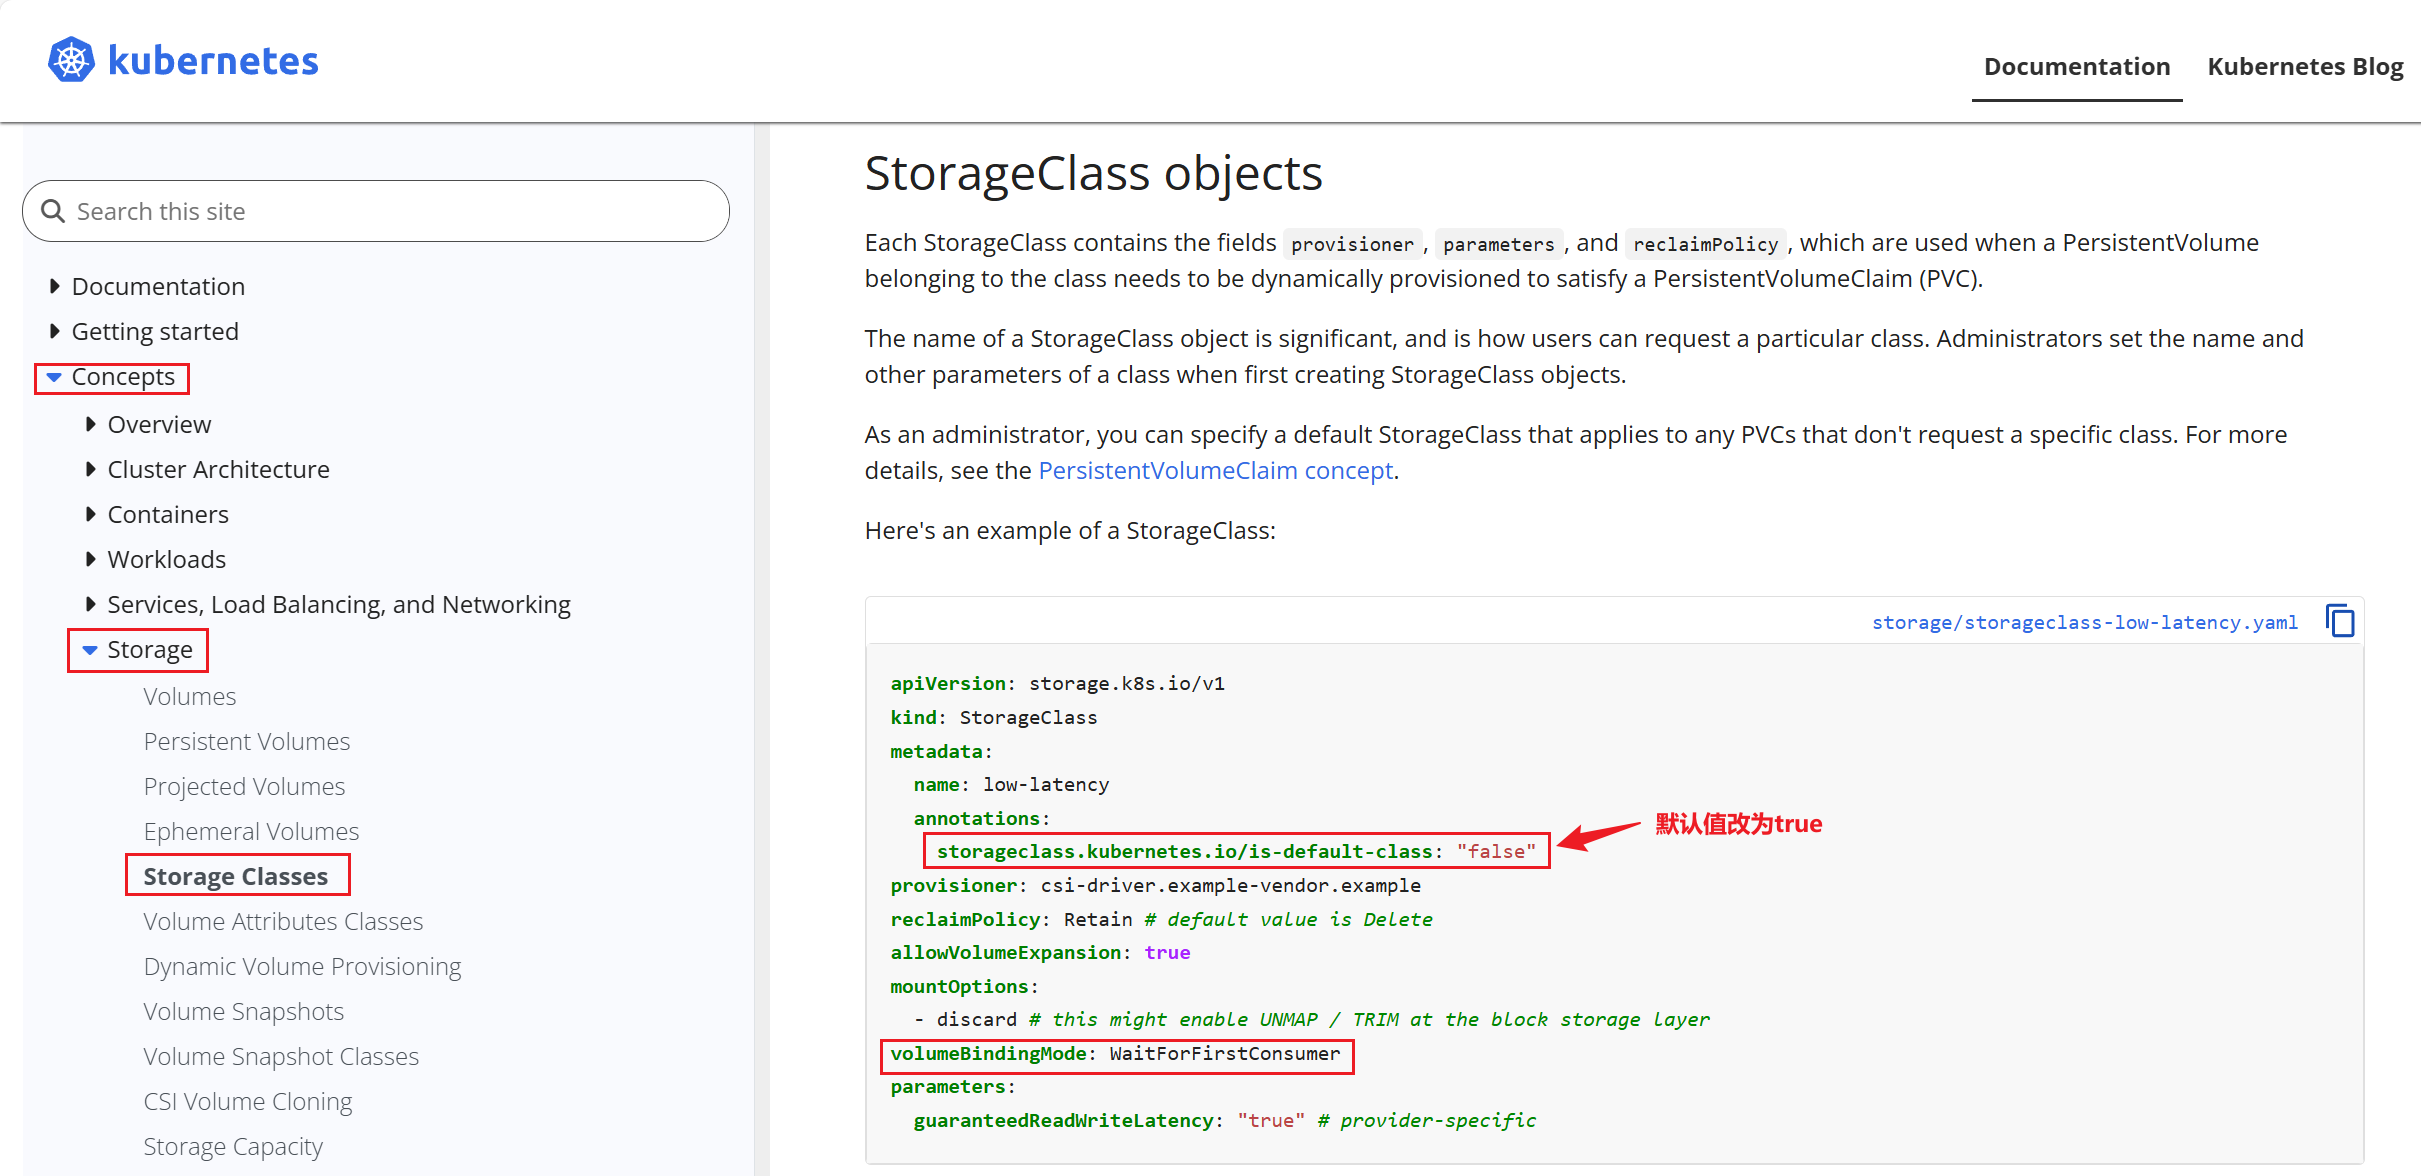 kubernetes
Documentation
Kubernetes Blog
Search this site
Documentation
Getting started
Concepts
Overview
Cluster Architecture
Containers
Workloads
Services, Load Balancing, and Networking
Storage
Volumes
Persistent Volumes
Projected Volumes
Ephemeral Volumes
Storage Classes
Volume Attributes Classes
Dynamic Volume Provisioning
Volume Snapshots
Volume Snapshot Classes
CSI Volume Cloning
Storage Capacity
StorageClass objects
Each StorageClass contains the fields provisioner, parameters, and reclaimPolicy, which are used when a PersistentVolume
belonging to the class needs to be dynamically provisioned to satisfy a PersistentVolumeClaim (PVC).
The name of a StorageClass object is significant, and is how users can request a particular class. Administrators set the name and
other parameters of a class when first creating StorageClass objects.
As an administrator, you can specify a default StorageClass that applies to any PVCs that don't request a specific class. For more
details, see the PersistentVolumeClaim concept.
Here's an example of a StorageClass:
storage/storageclass-low-latency.yaml
apiVersion: storage.k8s.io/v1
kind: StorageClass
metadata:
  name: low-latency
  annotations:
    storageclass.kubernetes.io/is-default-class: "false"
默认值改为true
provisioner: csi-driver.example-vendor.example
reclaimPolicy: Retain # default value is Delete
allowVolumeExpansion: true
mountOptions:
  - discard # this might enable UNMAP / TRIM at the block storage layer
volumeBindingMode: WaitForFirstConsumer
parameters:
  guaranteedReadWriteLatency: "true" # provider-specific